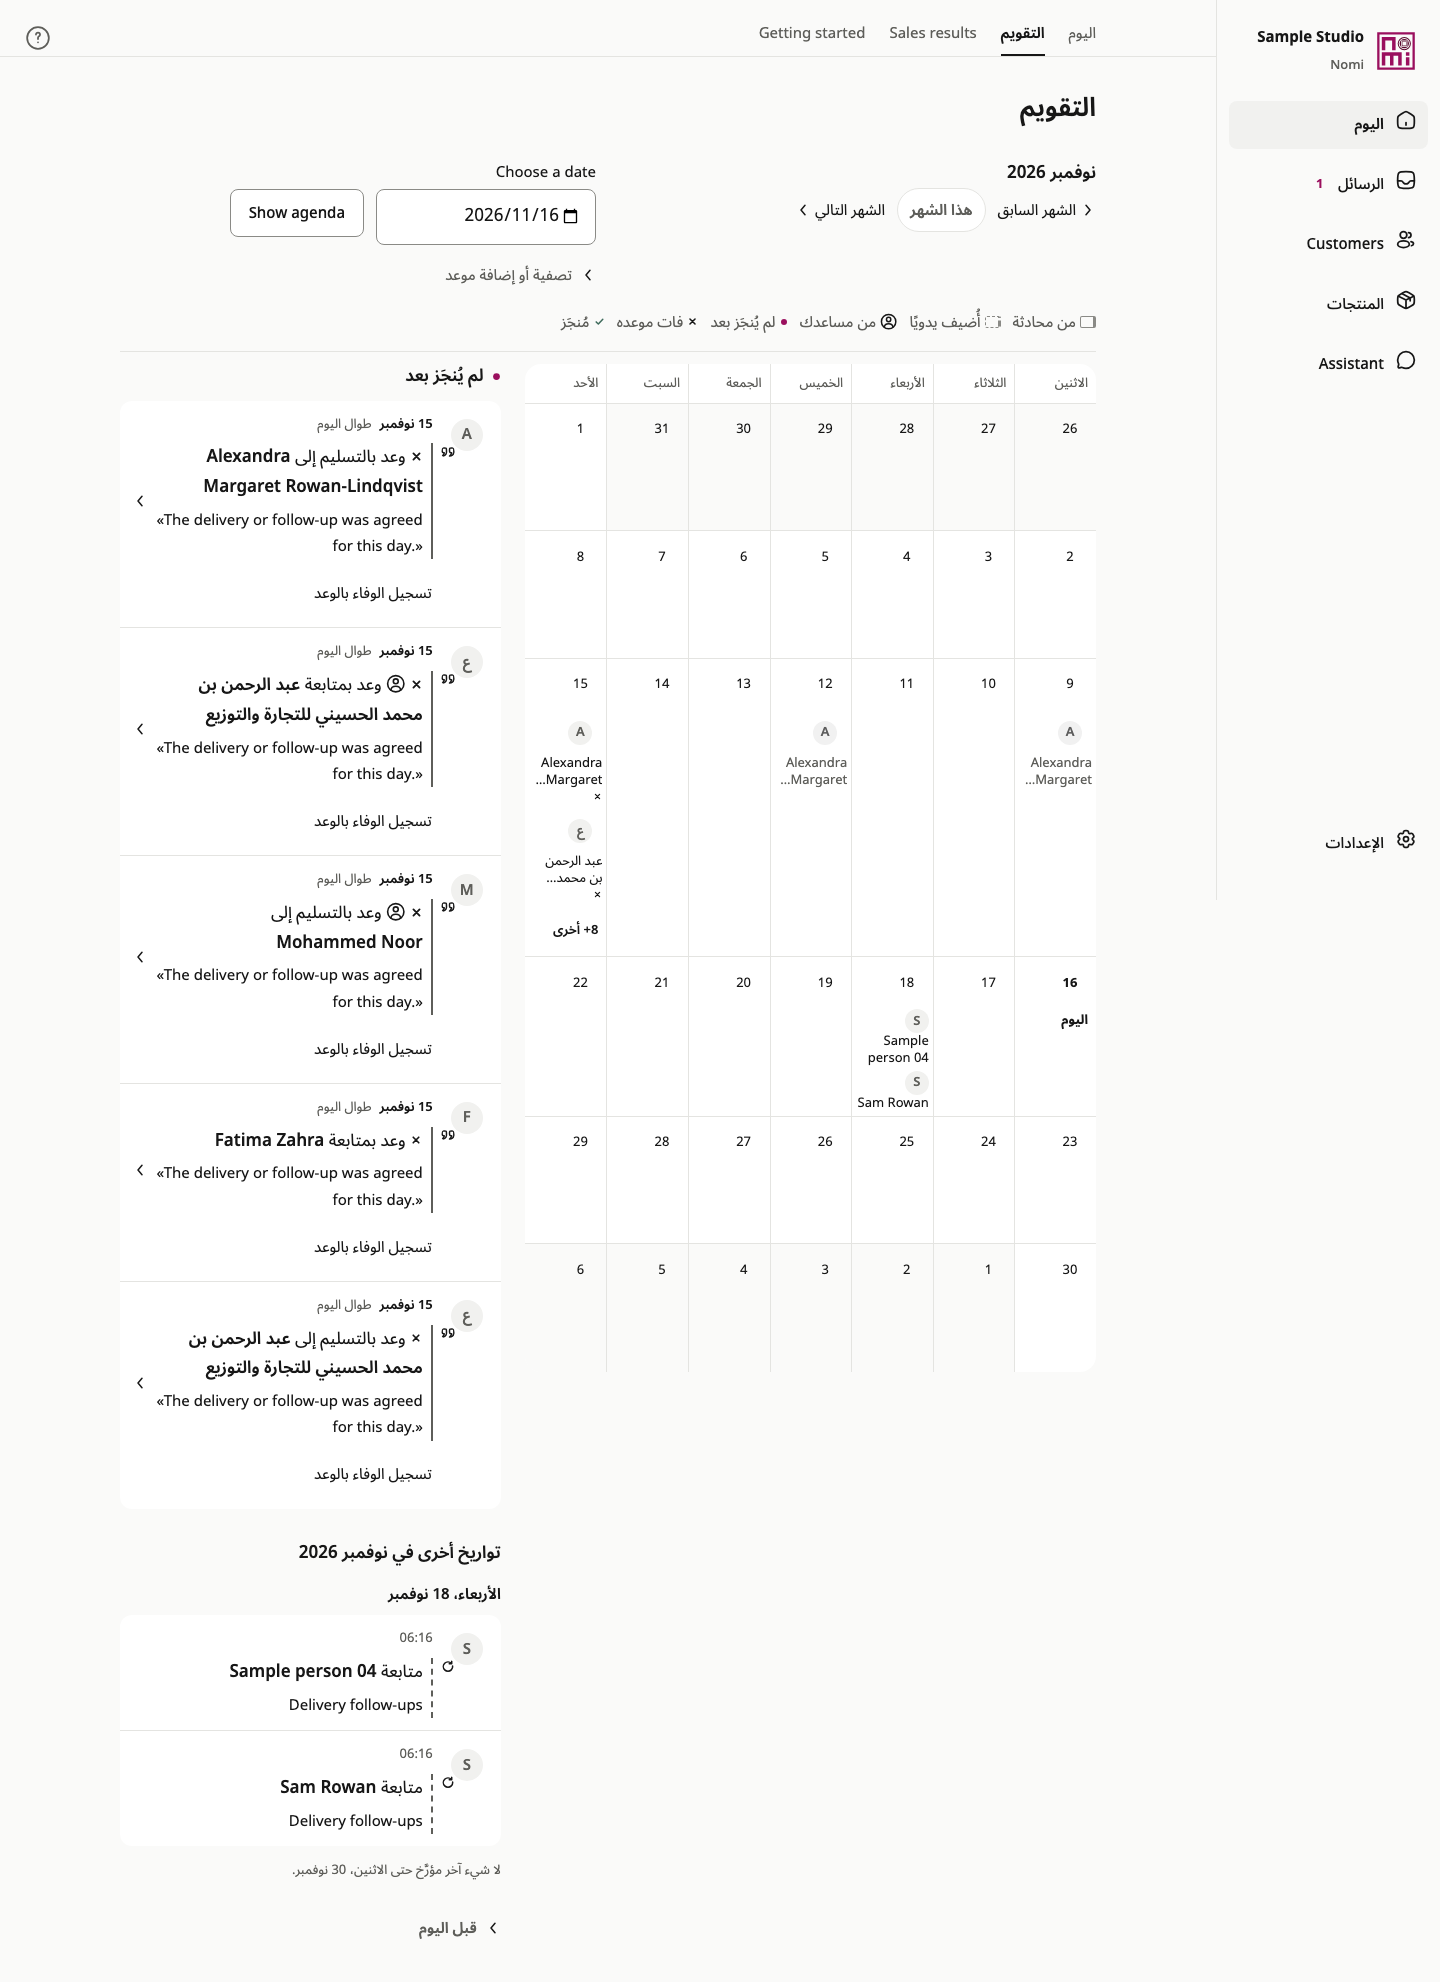 Sample Studio
Nomi
اليوم
الرسائل 1
Customers
المنتجات
Assistant
الإعدادات
اليوم التقويم Sales results Getting started
التقويم
نوفمبر 2026
الشهر السابق هذا الشهر الشهر التالي
Choose a date
2026/11/16 Show agenda
تصفية أو إضافة موعد
من محادثة أُضيف يدويًا من مساعدك لم يُنجَز بعد فات موعده مُنجَز
الاثنين الثلاثاء الأربعاء الخميس الجمعة السبت الأحد
26 27 28 29 30 31 1
2 3 4 5 6 7 8
9 10 11 12 13 14 15
A A A
Alexandra Alexandra Alexandra
Margaret… Margaret… Margaret…
ع
عبد الرحمن
بن محمد…
8+ أخرى
16 17 18 19 20 21 22
اليوم
S
Sample
person 04
S
Sam Rowan
23 24 25 26 27 28 29
30 1 2 3 4 5 6
لم يُنجَز بعد
A
15 نوفمبر طوال اليوم
وعد بالتسليم إلى Alexandra
Margaret Rowan-Lindqvist
«The delivery or follow-up was agreed
for this day.»
تسجيل الوفاء بالوعد
ع
15 نوفمبر طوال اليوم
وعد بمتابعة عبد الرحمن بن
محمد الحسيني للتجارة والتوزيع
«The delivery or follow-up was agreed
for this day.»
تسجيل الوفاء بالوعد
M
15 نوفمبر طوال اليوم
وعد بالتسليم إلى
Mohammed Noor
«The delivery or follow-up was agreed
for this day.»
تسجيل الوفاء بالوعد
F
15 نوفمبر طوال اليوم
وعد بمتابعة Fatima Zahra
«The delivery or follow-up was agreed
for this day.»
تسجيل الوفاء بالوعد
ع
15 نوفمبر طوال اليوم
وعد بالتسليم إلى عبد الرحمن بن
محمد الحسيني للتجارة والتوزيع
«The delivery or follow-up was agreed
for this day.»
تسجيل الوفاء بالوعد
تواريخ أخرى في نوفمبر 2026
الأربعاء، 18 نوفمبر
S
06:16
متابعة Sample person 04
Delivery follow-ups
S
06:16
متابعة Sam Rowan
Delivery follow-ups
لا شيء آخر مؤرَّخ حتى الاثنين، 30 نوفمبر.
قبل اليوم